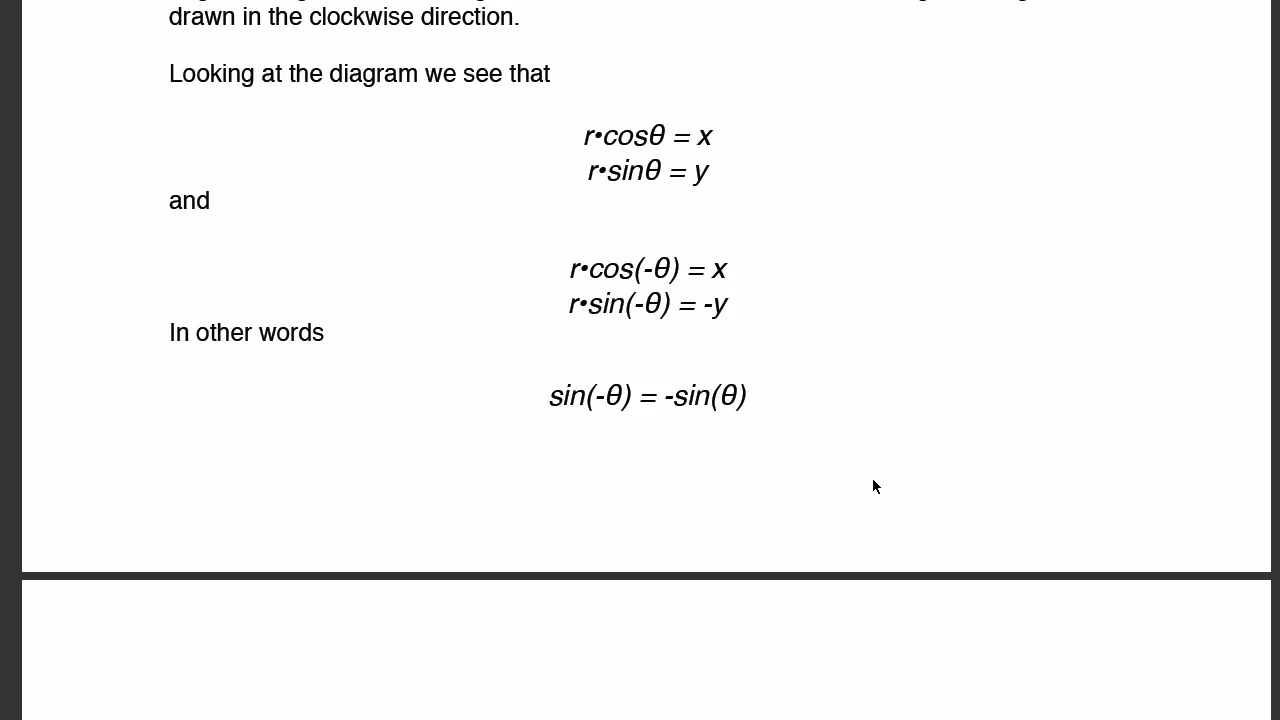 drawn in the clockwise direction.
Looking at the diagram we see that
r•cosθ = x
r•sinθ = y
and
r•cos(-θ) = x
r•sin(-θ) = -y
In other words
sin(-θ) = -sin(θ)